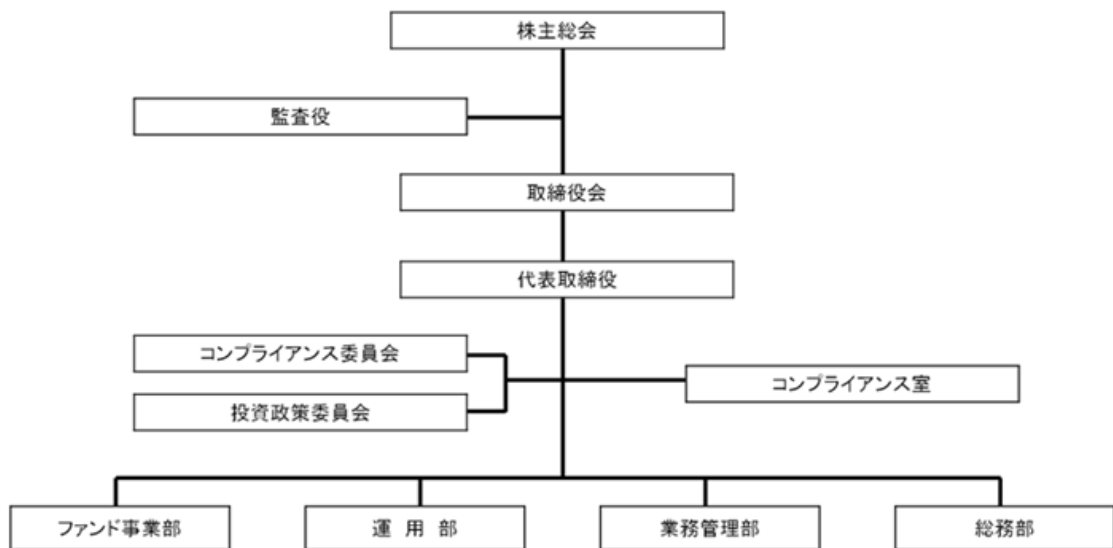 株主総会
監査役
取締役会
代表取締役
コンプライアンス委員会
コンプライアンス室
投資政策委員会
ファンド事業部
運 用 部
業務管理部
総務部